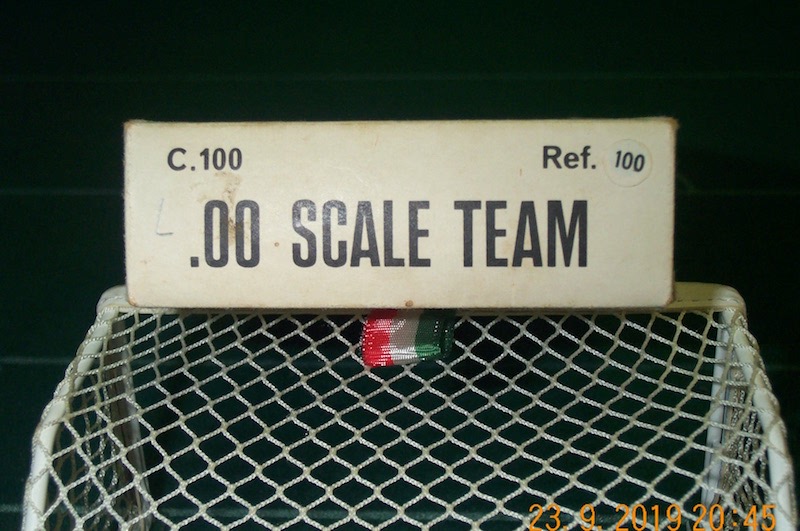 C.100 Ref. 100
.00 SCALE TEAM
23 9 2019 20:45